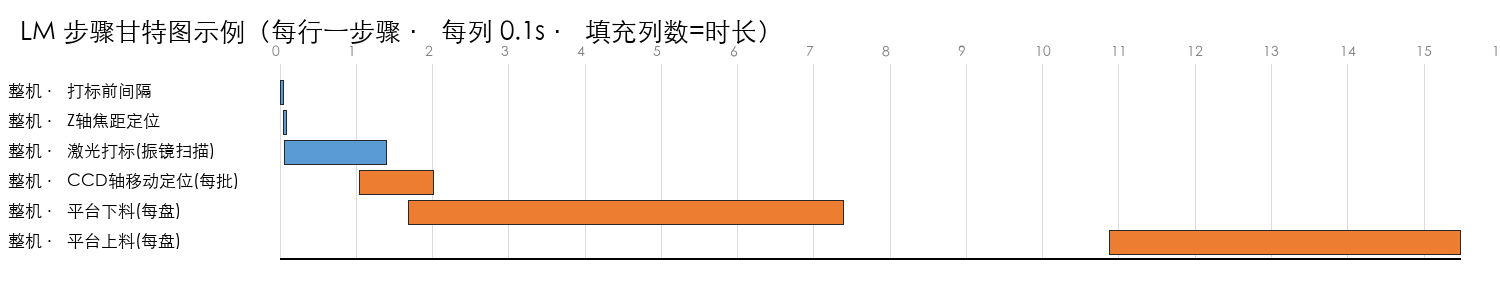 LM 步骤甘特图示例（每行一步骤 · 每列 0.1s · 填充列数=时长）
0 1 2 3 4 5 6 7 8 9 10 11 12 13 14 15 1
整机 · 打标前间隔
整机 · Z轴焦距定位
整机 · 激光打标(振镜扫描)
整机 · CCD轴移动定位(每批)
整机 · 平台下料(每盘)
整机 · 平台上料(每盘)